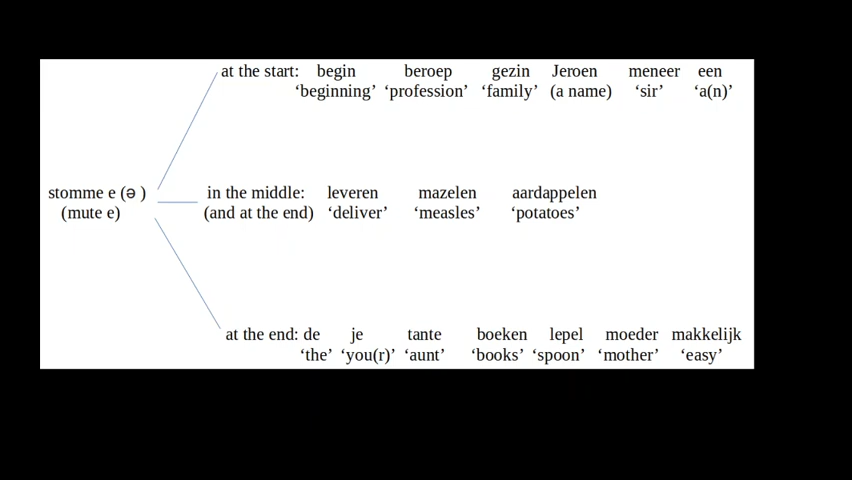 at the start: begin beroep gezin Jeroen meneer een
‘beginning’ ‘profession’ ‘family’ (a name) ‘sir’ ‘a(n)’
stomme e (ə ) in the middle: leveren mazelen aardappelen
(mute e) (and at the end) ‘deliver’ ‘measles’ ‘potatoes’
at the end: de je tante boeken lepel moeder makkelijk
‘the’ ‘you(r)’ ‘aunt’ ‘books’ ‘spoon’ ‘mother’ ‘easy’